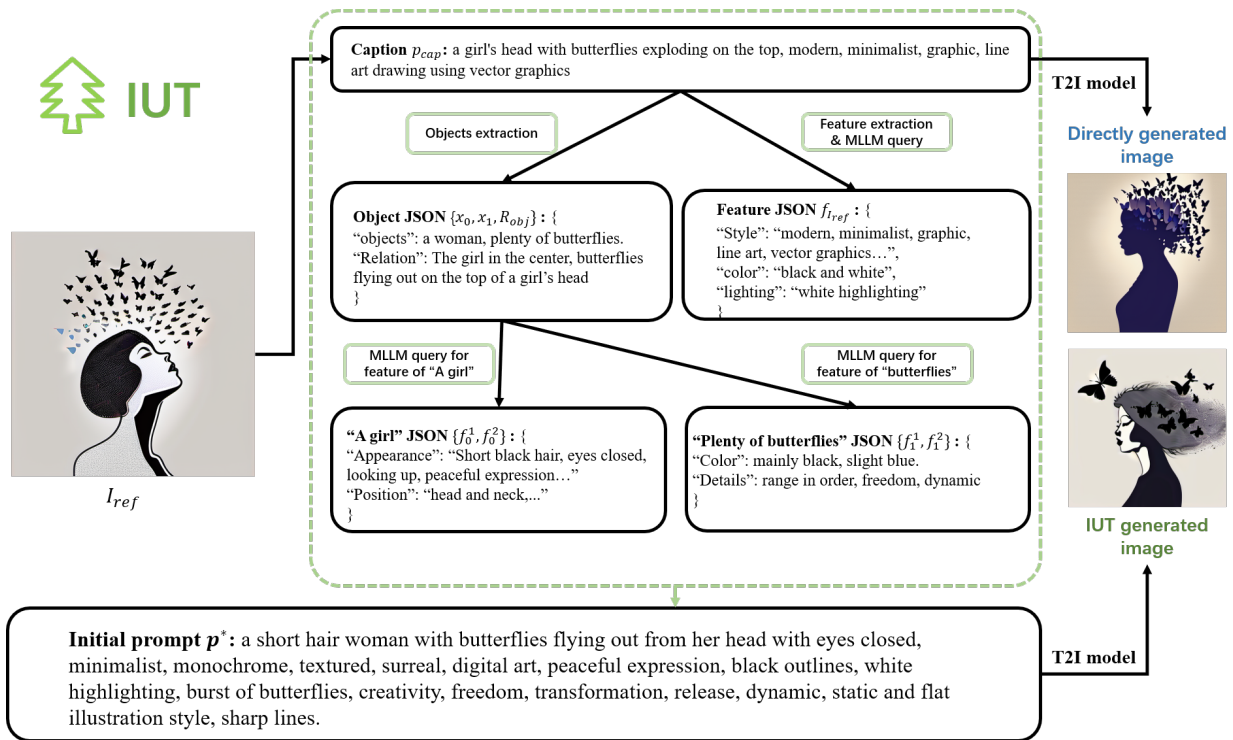 IUT
Caption p_cap: a girl's head with butterflies exploding on the top, modern, minimalist, graphic, line
art drawing using vector graphics
T2I model
Objects extraction
Feature extraction
& MLLM query
Directly generated
image
Object JSON {x_0, x_1, R_obj}: {
“objects”: a woman, plenty of butterflies.
“Relation”: The girl in the center, butterflies
flying out on the top of a girl’s head
}
Feature JSON f_{I_ref}: {
“Style”: “modern, minimalist, graphic,
line art, vector graphics…”,
“color”: “black and white”,
“lighting”: “white highlighting”
}
MLLM query for
feature of “A girl”
MLLM query for
feature of “butterflies”
“A girl” JSON {f_0^1, f_0^2}: {
“Appearance”: “Short black hair, eyes closed,
looking up, peaceful expression…”
“Position”: “head and neck,...”
}
“Plenty of butterflies” JSON {f_1^1, f_1^2}: {
“Color”: mainly black, slight blue.
“Details”: range in order, freedom, dynamic
}
I_ref
IUT generated
image
Initial prompt p*: a short hair woman with butterflies flying out from her head with eyes closed,
minimalist, monochrome, textured, surreal, digital art, peaceful expression, black outlines, white
highlighting, burst of butterflies, creativity, freedom, transformation, release, dynamic, static and flat
illustration style, sharp lines.
T2I model